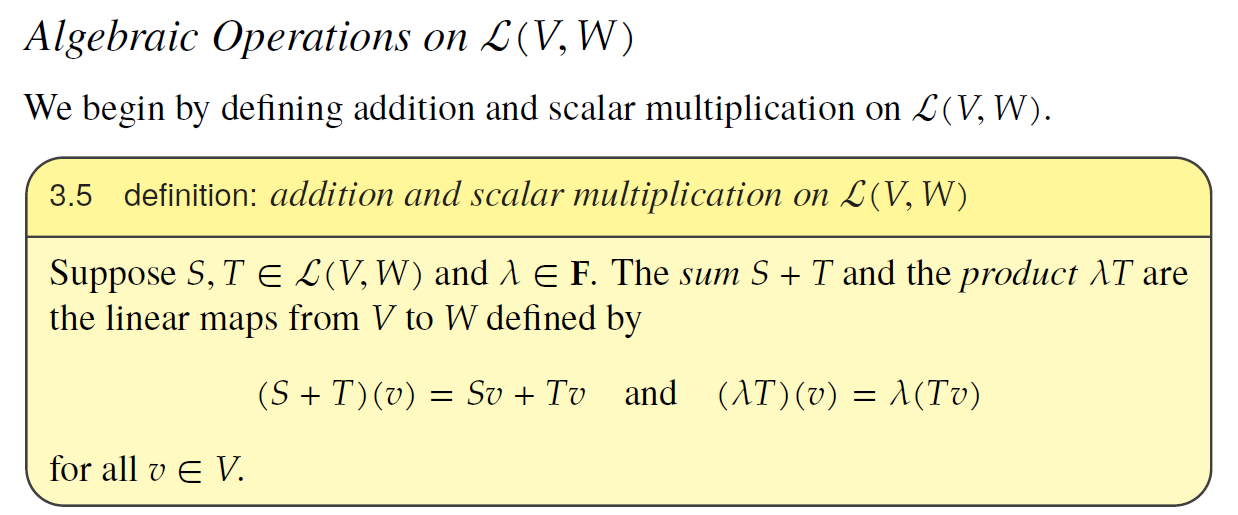 Algebraic Operations on ℒ(V, W)
We begin by defining addition and scalar multiplication on ℒ(V, W).
3.5 definition: addition and scalar multiplication on ℒ(V, W)
Suppose S, T ∈ ℒ(V, W) and λ ∈ F. The sum S + T and the product λT are
the linear maps from V to W defined by
(S + T)(v) = Sv + Tv and (λT)(v) = λ(Tv)
for all v ∈ V.